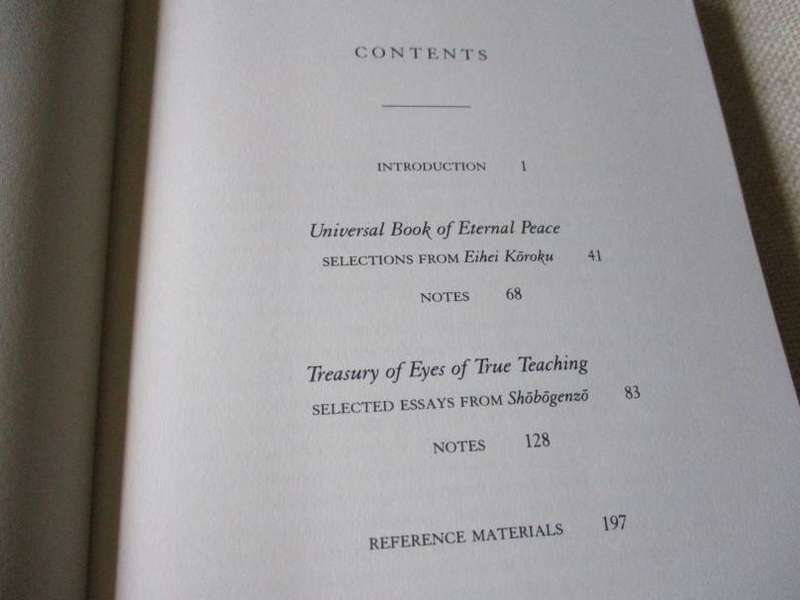 CONTENTS
INTRODUCTION 1
Universal Book of Eternal Peace
SELECTIONS FROM Eihei Kōroku 41
NOTES 68
Treasury of Eyes of True Teaching
SELECTED ESSAYS FROM Shōbōgenzō 83
NOTES 128
REFERENCE MATERIALS 197